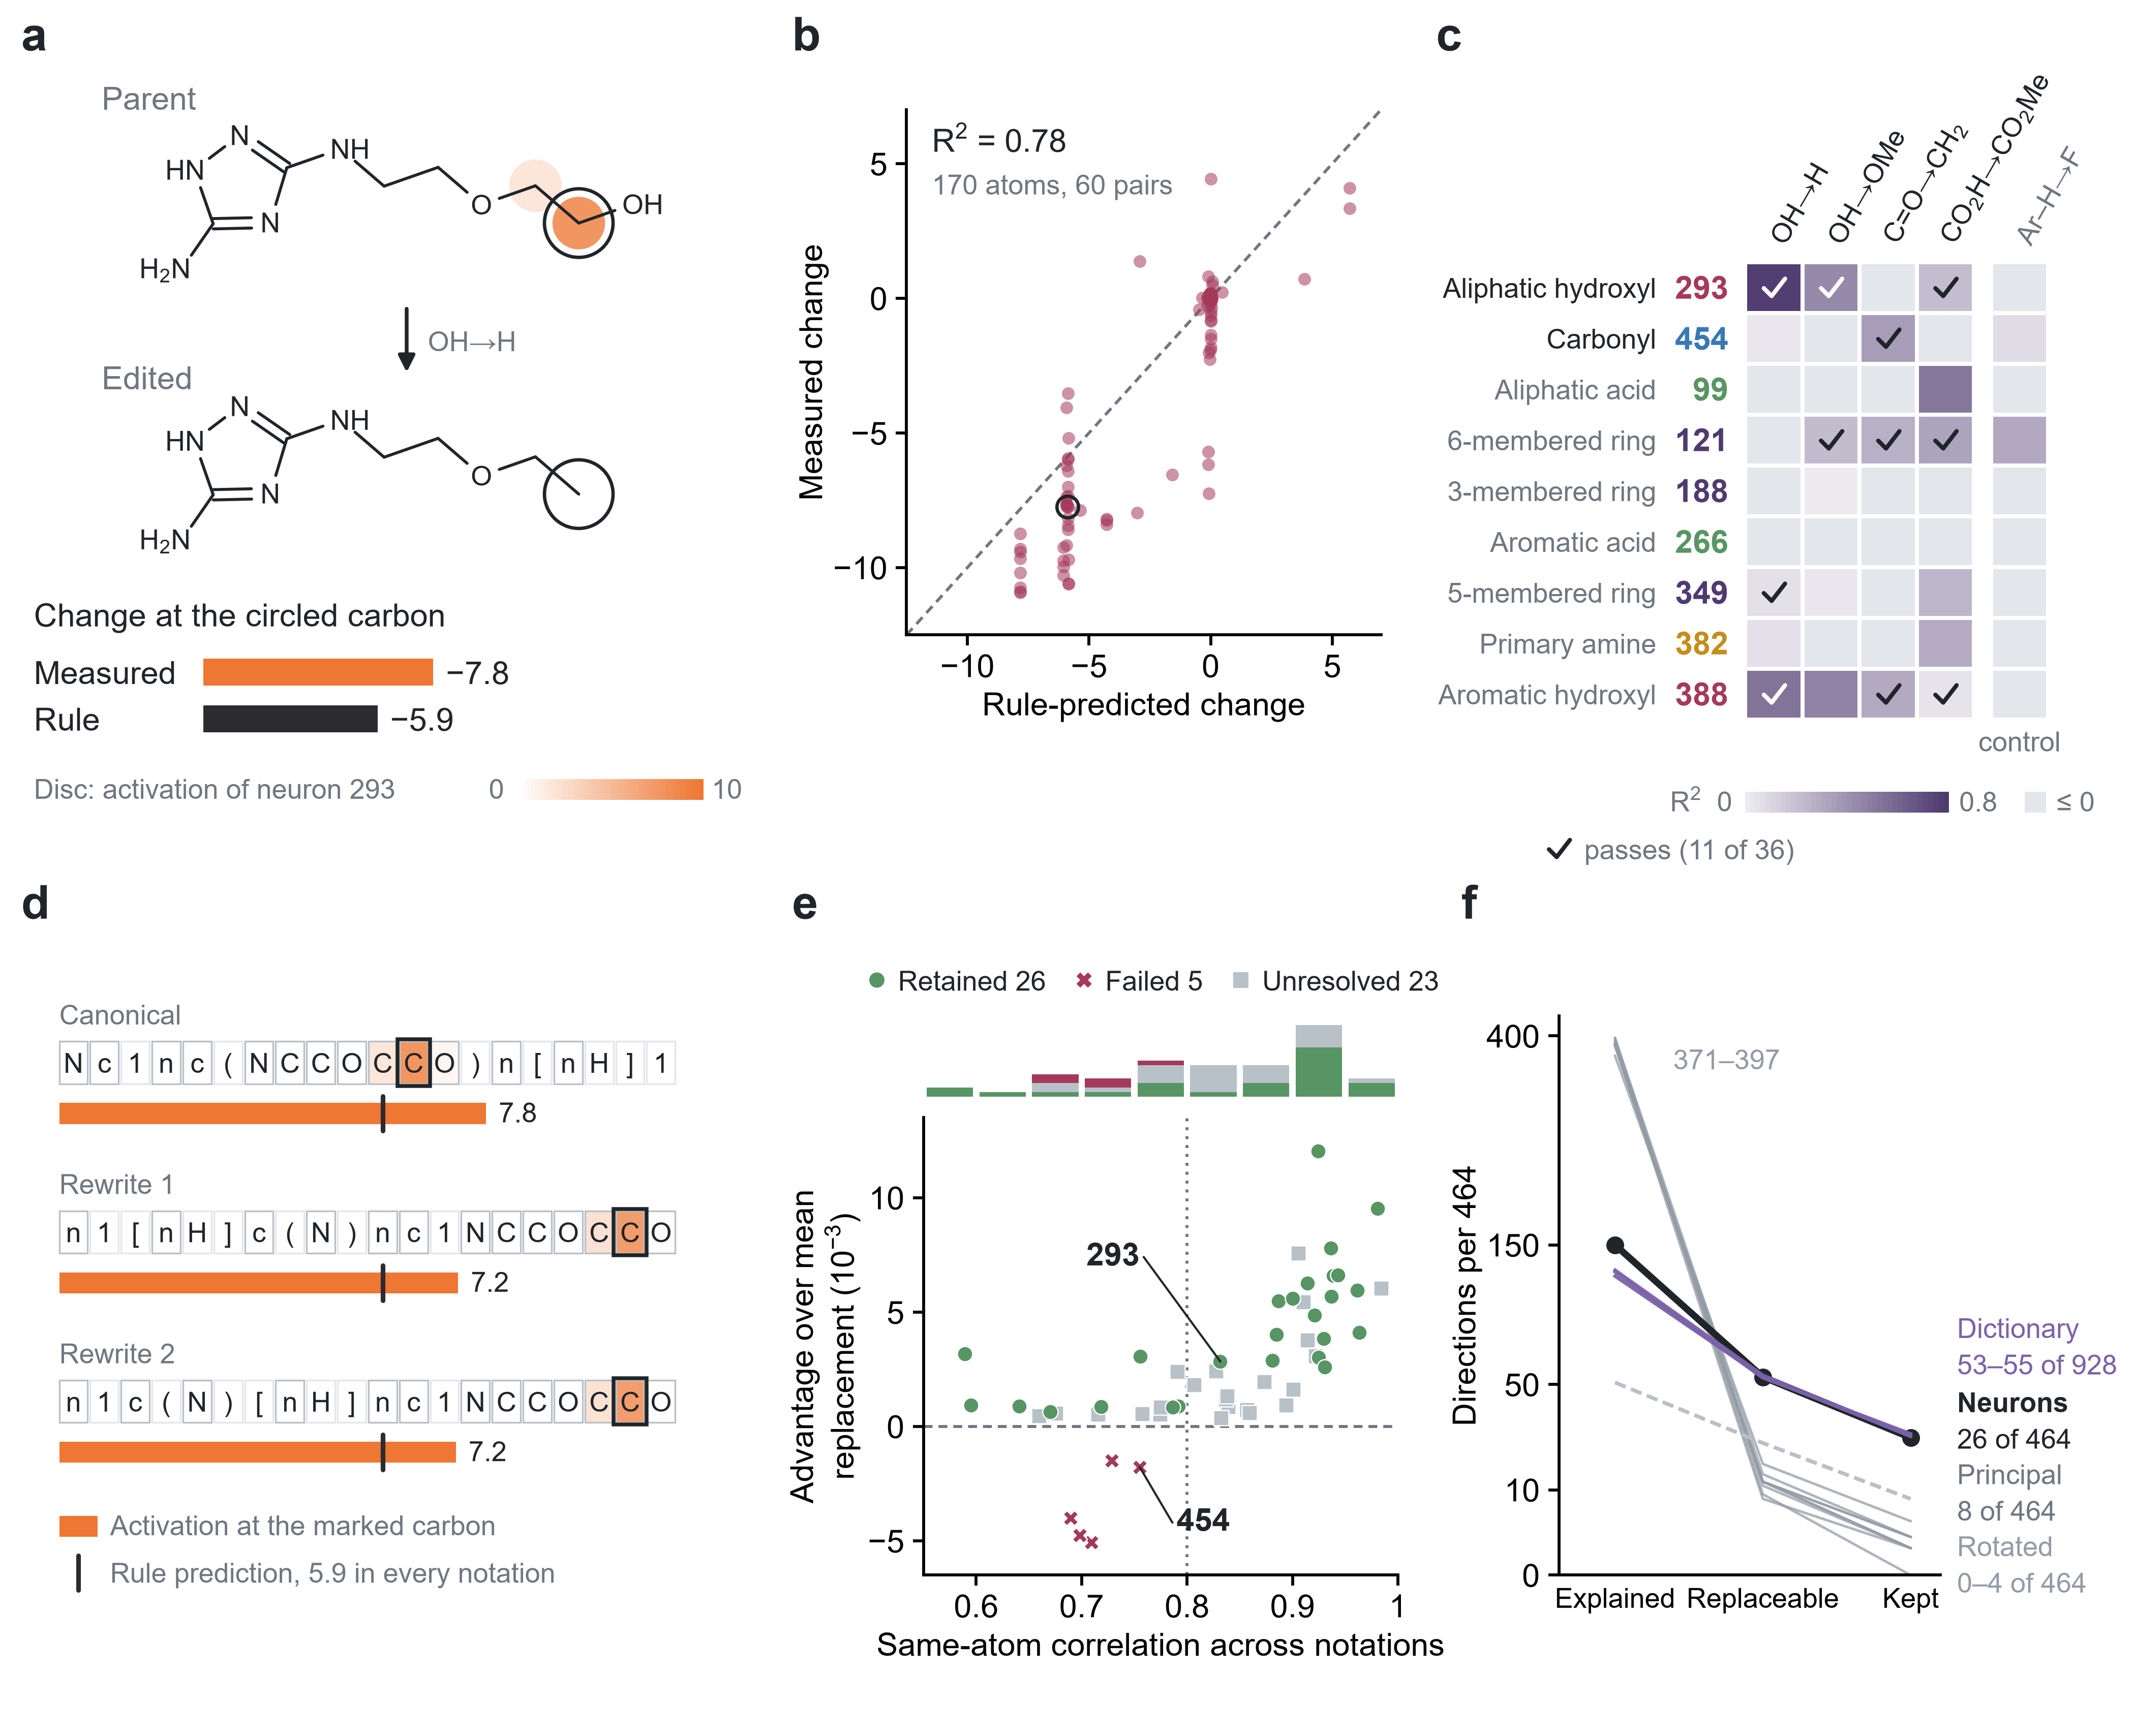 a
Parent
N
HN
NH
N
O
OH
H₂N
OH→H
Edited
N
HN
NH
N
O
H₂N
Change at the circled carbon
Measured −7.8
Rule −5.9
Disc: activation of neuron 293 0 10
b
R² = 0.78
170 atoms, 60 pairs
Measured change
5
0
−5
−10
−10 −5 0 5
Rule-predicted change
c
OH→H
OH→OMe
C=O→CH₂
CO₂H→CO₂Me
Ar–H→F
Aliphatic hydroxyl 293
Carbonyl 454
Aliphatic acid 99
6-membered ring 121
3-membered ring 188
Aromatic acid 266
5-membered ring 349
Primary amine 382
Aromatic hydroxyl 388
control
R² 0 0.8 ≤ 0
passes (11 of 36)
d
Canonical
N c 1 n c ( N C C O C C O ) n [ n H ] 1
7.8
Rewrite 1
n 1 [ n H ] c ( N ) n c 1 N C C O C C O
7.2
Rewrite 2
n 1 c ( N ) [ n H ] n c 1 N C C O C C O
7.2
Activation at the marked carbon
Rule prediction, 5.9 in every notation
e
Retained 26 Failed 5 Unresolved 23
Advantage over mean
replacement (10⁻³)
10
5
0
−5
293
454
0.6 0.7 0.8 0.9 1
Same-atom correlation across notations
f
Directions per 464
400
150
50
10
0
371–397
Explained Replaceable Kept
Dictionary
53–55 of 928
Neurons
26 of 464
Principal
8 of 464
Rotated
0–4 of 464